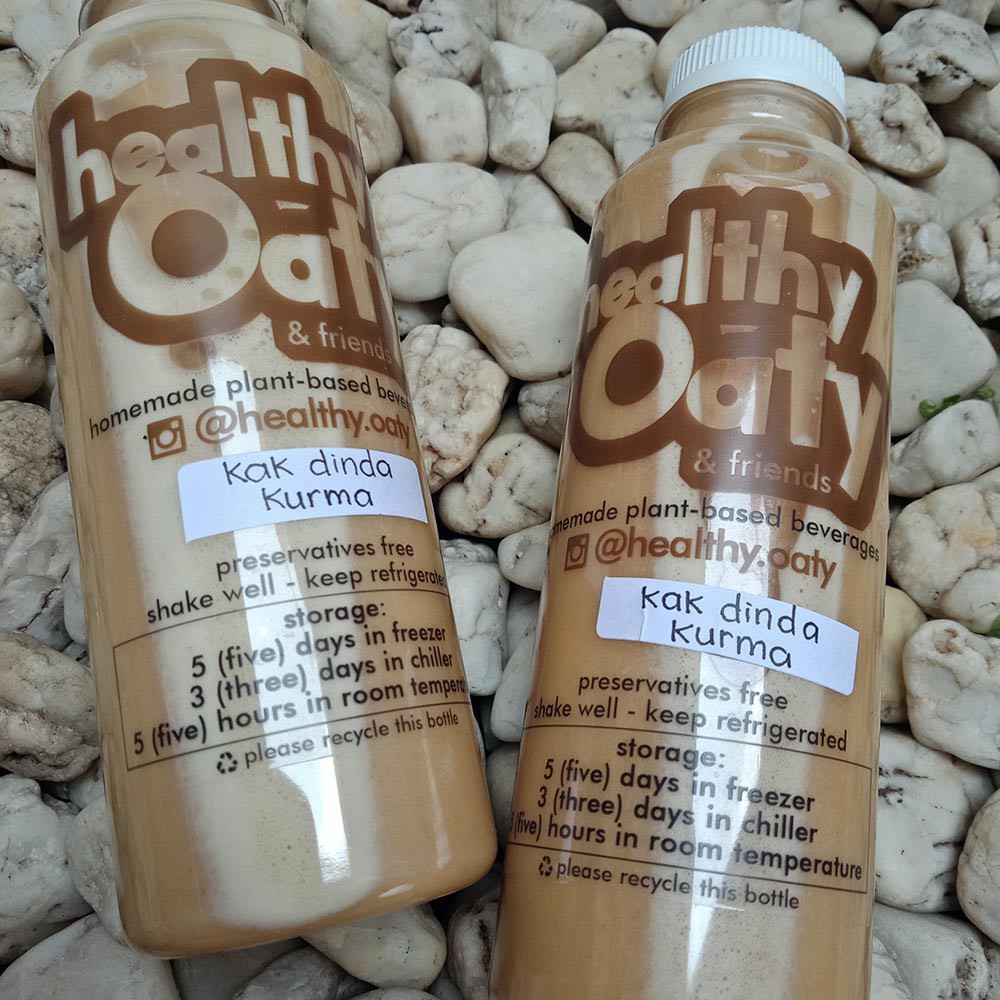 healthy
Oaty
& friends
homemade plant-based
@healthy.oaty
kak dinda
kurma
preservatives free
shake well - keep refrigerated
storage:
5 (five) days in freezer
3 (three) days in chiller
5 (five) hours in room
please recycle this bottle
healthy
Oaty
& friends
homemade plant-based beverages
@healthy.oaty
kak dinda
kurma
preservatives free
shake well - keep refrigerated
storage:
5 (five) days in freezer
3 (three) days in chiller
(five) hours in room temperature
please recycle this bottle